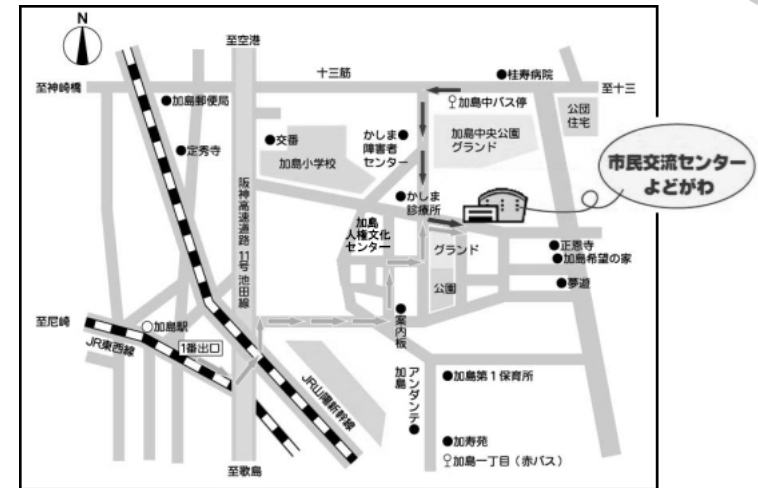 N
至空港
十三筋
●桂寿病院
至神崎橋
至十三
●加島郵便局
加島中バス停
公団
住宅
●交番
かしま●
障害者
センター
加島中央公園
グランド
●定秀寺
加島小学校
市民交流センター
よどがわ
阪神高速道路11号池田線
●かしま
診療所
加島
人権文化
センター
グランド
●正恩寺
●加島希望の家
公園
●夢遊
至尼崎
○加島駅
●案内板
JR東西線
1番出口
JR山陽新幹線
アンダンテ●
加島
●加島第1保育所
●加寿苑
加島一丁目（赤バス）
至歌島